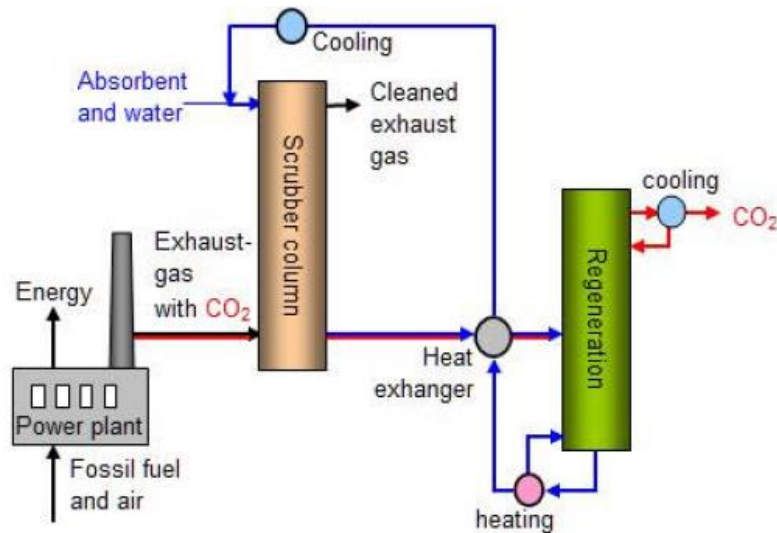 Cooling
Absorbent
and water
Cleaned
exhaust
gas
Scrubber column
cooling
CO2
Regeneration
Exhaust-
gas
with CO2
Energy
Heat
exhanger
Power plant
Fossil fuel
and air
heating